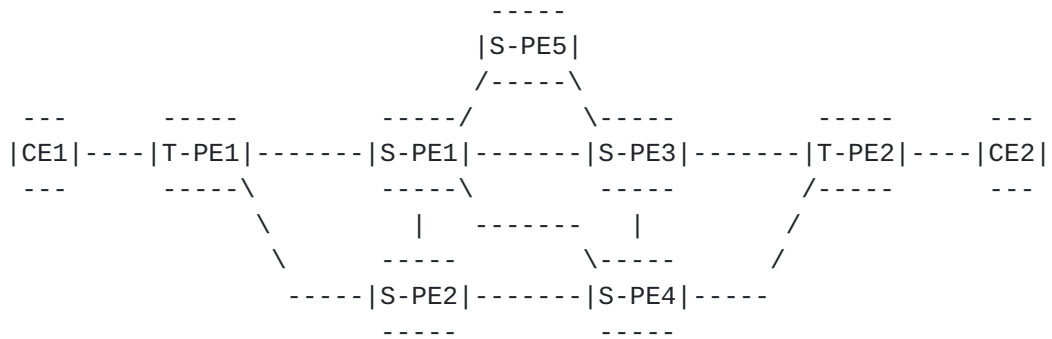 -----
                              |S-PE5|
                              /-----\
 ---      -----          -----/       \-----            -----       ---
|CE1|----|T-PE1|-------|S-PE1|-------|S-PE3|-------|T-PE2|----|CE2|
 ---      -----\         -----\        -----           /-----       ---
                \          |   -------   |            /
                 \       -----        \-----         /
                  -----|S-PE2|-------|S-PE4|-----
                        -----         -----